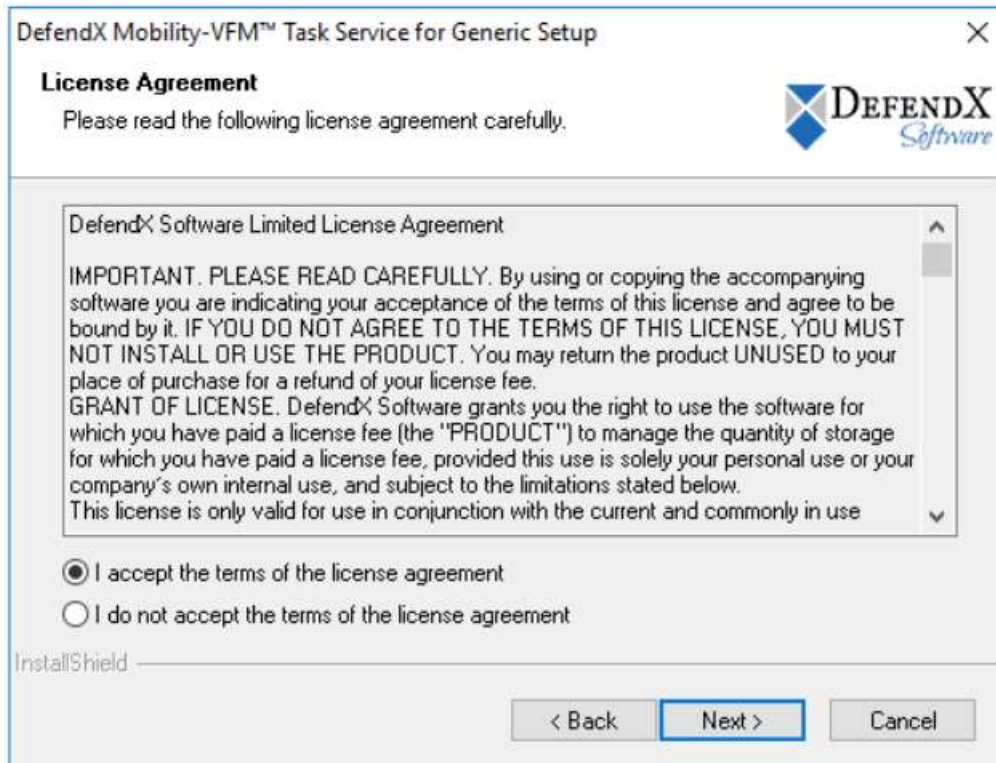 DefendX Mobility-VFM™ Task Service for Generic Setup
License Agreement
Please read the following license agreement carefully.
DEFENDX
Software
DefendX Software Limited License Agreement
IMPORTANT. PLEASE READ CAREFULLY. By using or copying the accompanying
software you are indicating your acceptance of the terms of this license and agree to be
bound by it. IF YOU DO NOT AGREE TO THE TERMS OF THIS LICENSE, YOU MUST
NOT INSTALL OR USE THE PRODUCT. You may return the product UNUSED to your
place of purchase for a refund of your license fee.
GRANT OF LICENSE. DefendX Software grants you the right to use the software for
which you have paid a license fee (the "PRODUCT") to manage the quantity of storage
for which you have paid a license fee, provided this use is solely your personal use or your
company´s own internal use, and subject to the limitations stated below.
This license is only valid for use in conjunction with the current and commonly in use
I accept the terms of the license agreement
I do not accept the terms of the license agreement
InstallShield
< Back Next > Cancel